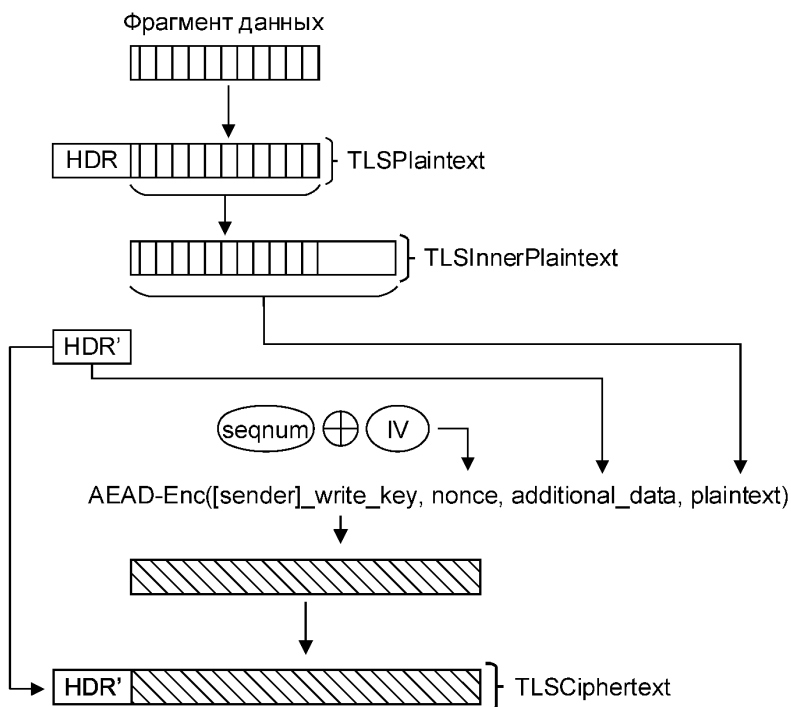 Фрагмент данных
HDR
TLSPlaintext
TLSInnerPlaintext
HDR'
seqnum
IV
AEAD-Enc([sender]_write_key, nonce, additional_data, plaintext)
HDR'
TLSCiphertext